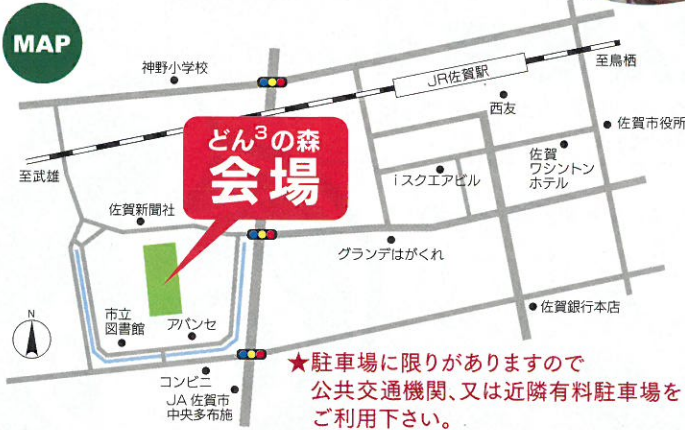 MAP
神野小学校
JR佐賀駅
至鳥栖
西友
佐賀市役所
どん³の森
会場
至武雄
iスクエアビル
佐賀
ワシントン
ホテル
佐賀新聞社
グランデはがくれ
市立
図書館
アバンセ
佐賀銀行本店
N
コンビニ
JA 佐賀市
中央多布施
★駐車場に限りがありますので
公共交通機関、又は近隣有料駐車場を
ご利用下さい。